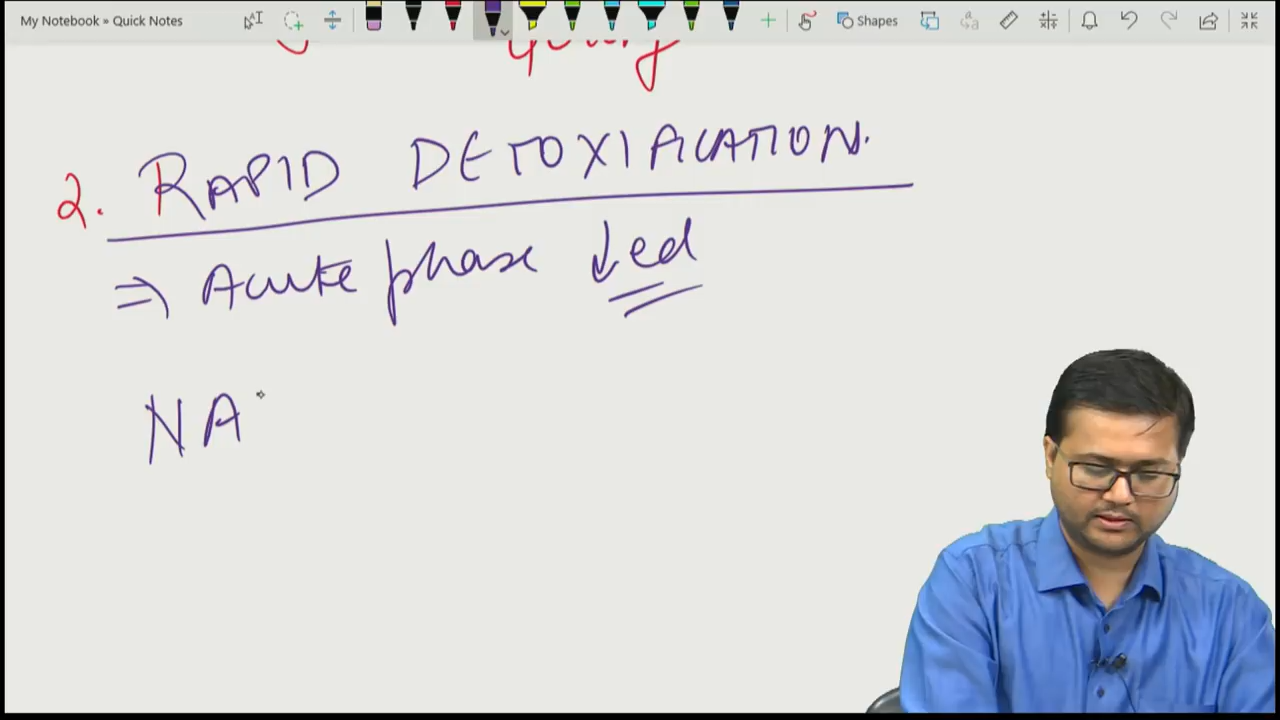 My Notebook » Quick Notes
Shapes
2. RAPID DETOXIFICATION.
⇒ Acute phase ↓ed
NA